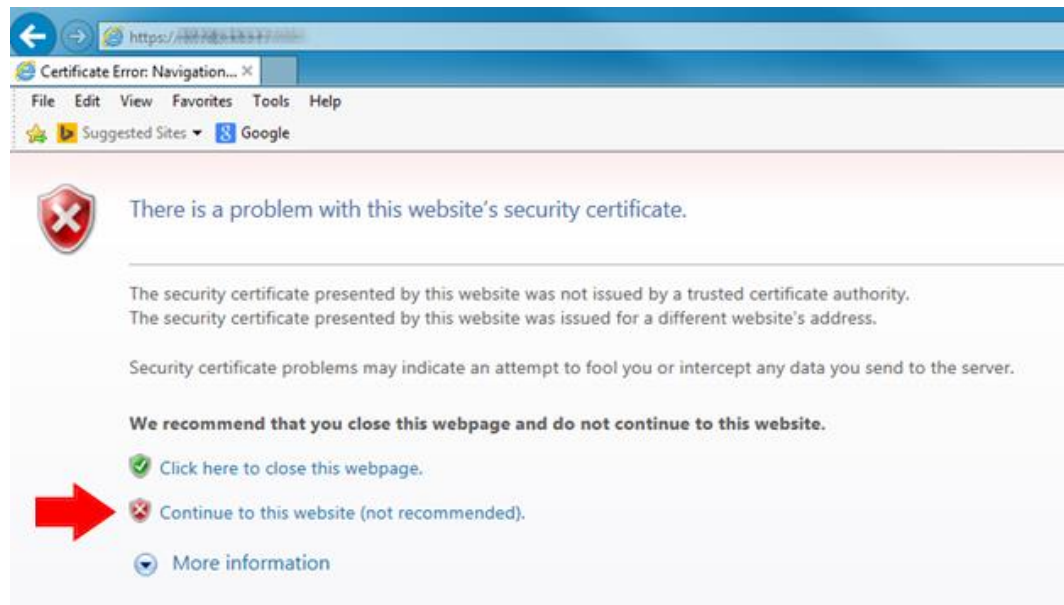 https://
Certificate Error: Navigation...
File Edit View Favorites Tools Help
Suggested Sites Google
There is a problem with this website's security certificate.
The security certificate presented by this website was not issued by a trusted certificate authority.
The security certificate presented by this website was issued for a different website's address.
Security certificate problems may indicate an attempt to fool you or intercept any data you send to the server.
We recommend that you close this webpage and do not continue to this website.
Click here to close this webpage.
Continue to this website (not recommended).
More information